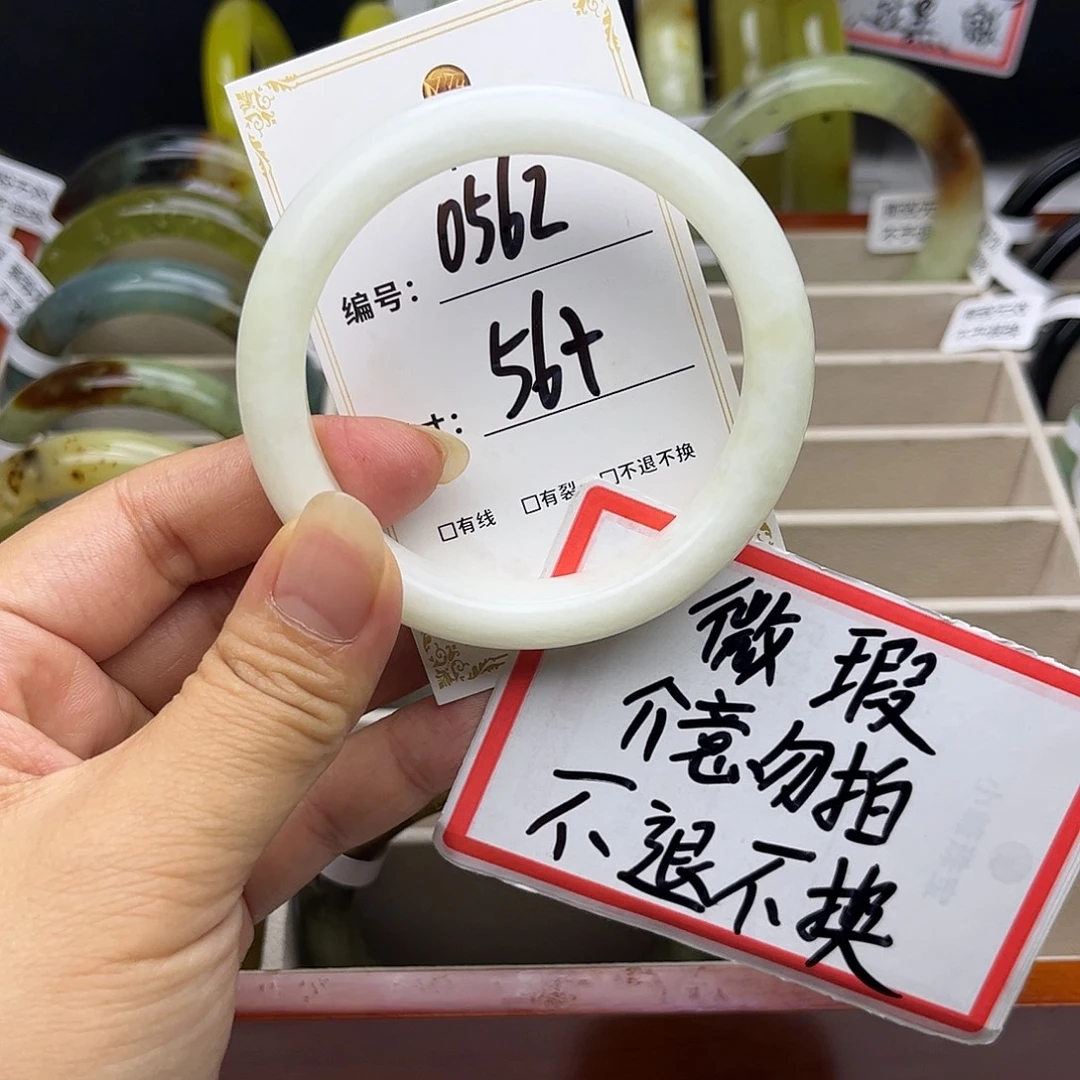 编号： 0562
寸： 56+
□有线 □有裂 □不退不换
微 瑕
介意勿拍
不退不换